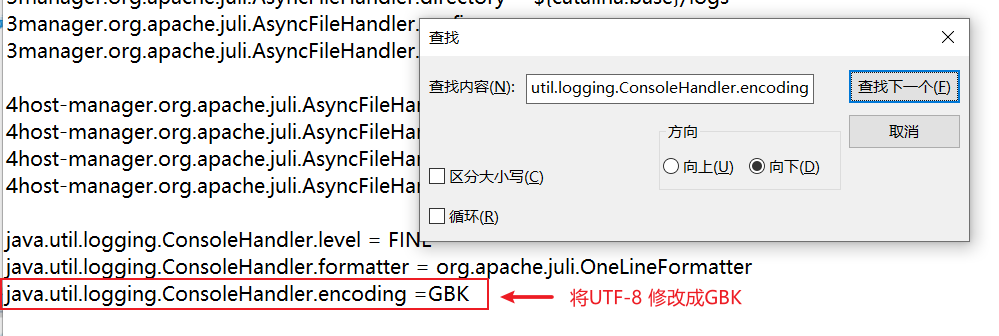 3manager.org.apache.juli.AsyncFileHandler.directory = ${catalina.base}/logs
3manager.org.apache.juli.AsyncFileHandler.
3manager.org.apache.juli.AsyncFileHandler.
4host-manager.org.apache.juli.AsyncFileHan
4host-manager.org.apache.juli.AsyncFileHan
4host-manager.org.apache.juli.AsyncFileHan
4host-manager.org.apache.juli.AsyncFileHan
java.util.logging.ConsoleHandler.level = FINE
java.util.logging.ConsoleHandler.formatter = org.apache.juli.OneLineFormatter
java.util.logging.ConsoleHandler.encoding =GBK
将UTF-8 修改成GBK
查找
查找内容(N):
util.logging.ConsoleHandler.encoding
查找下一个(F)
取消
方向
向上(U)
向下(D)
区分大小写(C)
循环(R)